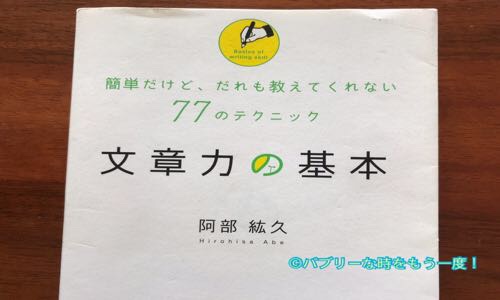 Basics of
writing skill
簡単だけど、だれも教えてくれない
77のテクニック
文章力の基本
阿部 紘久
Hirohisa Abe
©バブリーな時をもう一度！